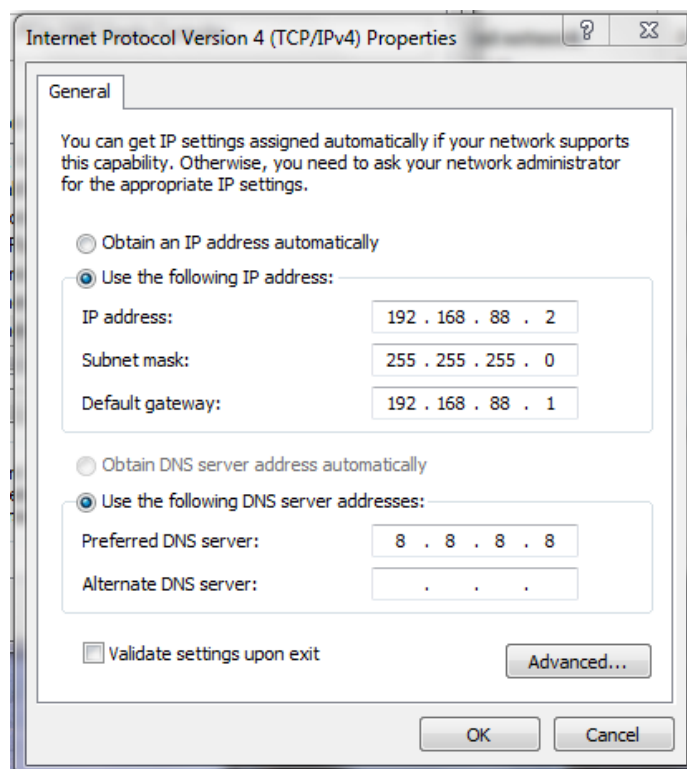 Internet Protocol Version 4 (TCP/IPv4) Properties
General
You can get IP settings assigned automatically if your network supports
this capability. Otherwise, you need to ask your network administrator
for the appropriate IP settings.
Obtain an IP address automatically
Use the following IP address:
IP address: 192 . 168 . 88 . 2
Subnet mask: 255 . 255 . 255 . 0
Default gateway: 192 . 168 . 88 . 1
Obtain DNS server address automatically
Use the following DNS server addresses:
Preferred DNS server: 8 . 8 . 8 . 8
Alternate DNS server: . . .
Validate settings upon exit
Advanced...
OK Cancel